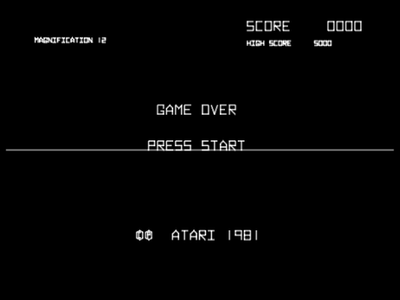 SCORE 0000
MAGNIFICATION 12
HIGH SCORE 5000
GAME OVER
PRESS START
©℗ ATARI 1981